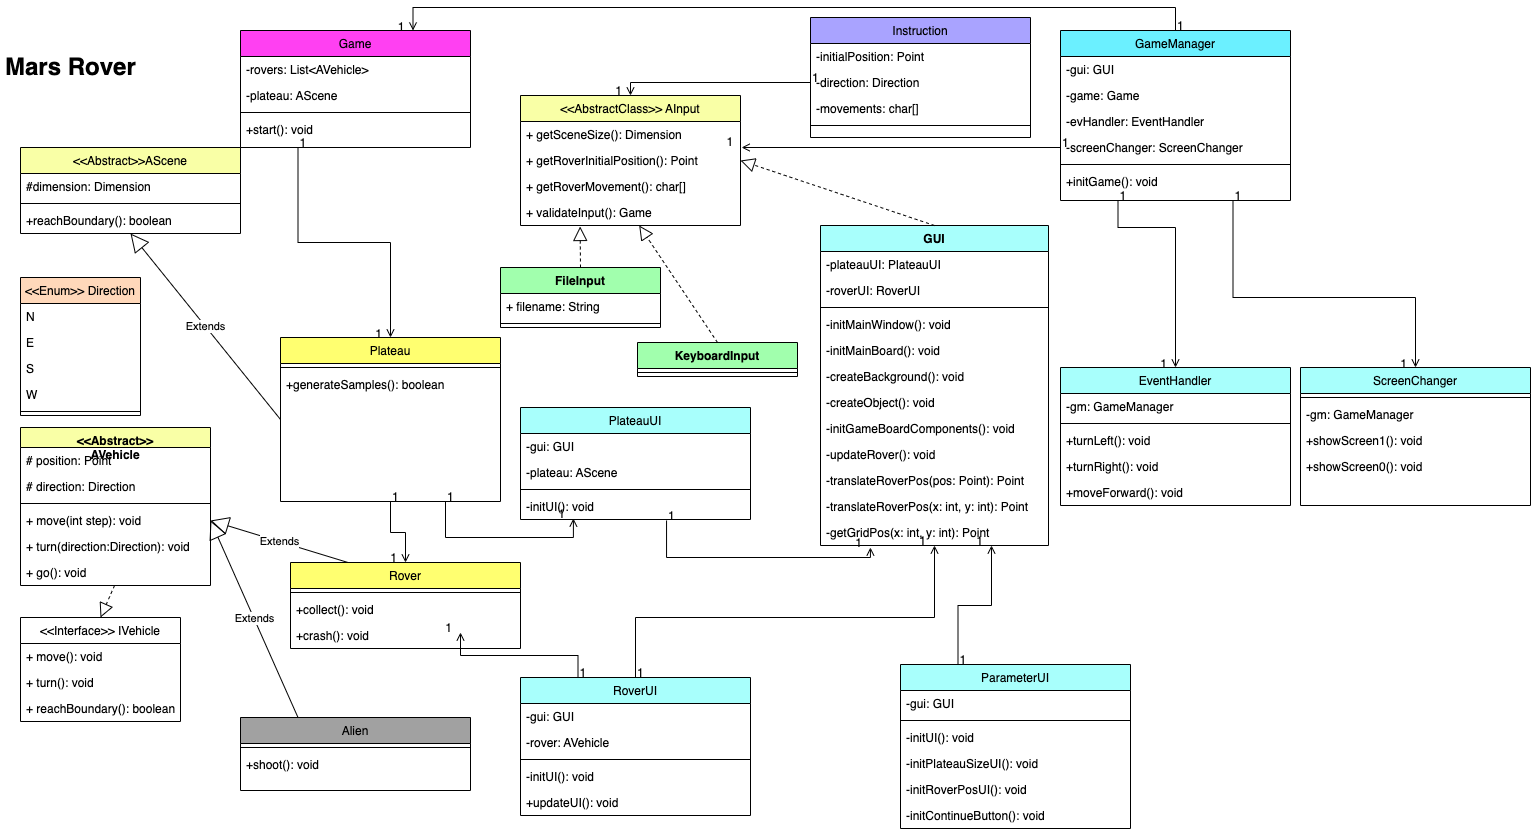 Mars Rover
1
Game
-rovers: List<AVehicle>
-plateau: AScene
+start(): void
1
Instruction
-initialPosition: Point
-direction: Direction
-movements: char[]
1
1
GameManager
-gui: GUI
-game: Game
-evHandler: EventHandler
-screenChanger: ScreenChanger
+initGame(): void
1
1
1
1
<<AbstractClass>> AInput
+ getSceneSize(): Dimension
+ getRoverInitialPosition(): Point
+ getRoverMovement(): char[]
+ validateInput(): Game
1
1
<<Abstract>>AScene
#dimension: Dimension
+reachBoundary(): boolean
Extends
<<Enum>> Direction
N
E
S
W
FileInput
+ filename: String
KeyboardInput
GUI
-plateauUI: PlateauUI
-roverUI: RoverUI
-initMainWindow(): void
-initMainBoard(): void
-createBackground(): void
-createObject(): void
-initGameBoardComponents(): void
-updateRover(): void
-translateRoverPos(pos: Point): Point
-translateRoverPos(x: int, y: int): Point
-getGridPos(x: int, y: int): Point
1
1
1
1
Plateau
+generateSamples(): boolean
1
1
1
EventHandler
-gm: GameManager
+turnLeft(): void
+turnRight(): void
+moveForward(): void
1
ScreenChanger
-gm: GameManager
+showScreen1(): void
+showScreen0(): void
PlateauUI
-gui: GUI
-plateau: AScene
-initUI(): void
1
1
<<Abstract>>
AVehicle
# position: Point
# direction: Direction
+ move(int step): void
+ turn(direction:Direction): void
+ go(): void
Extends
Extends
1
Rover
+collect(): void
+crash(): void
1
<<Interface>> IVehicle
+ move(): void
+ turn(): void
+ reachBoundary(): boolean
Alien
+shoot(): void
1
1
RoverUI
-gui: GUI
-rover: AVehicle
-initUI(): void
+updateUI(): void
1
ParameterUI
-gui: GUI
-initUI(): void
-initPlateauSizeUI(): void
-initRoverPosUI(): void
-initContinueButton(): void